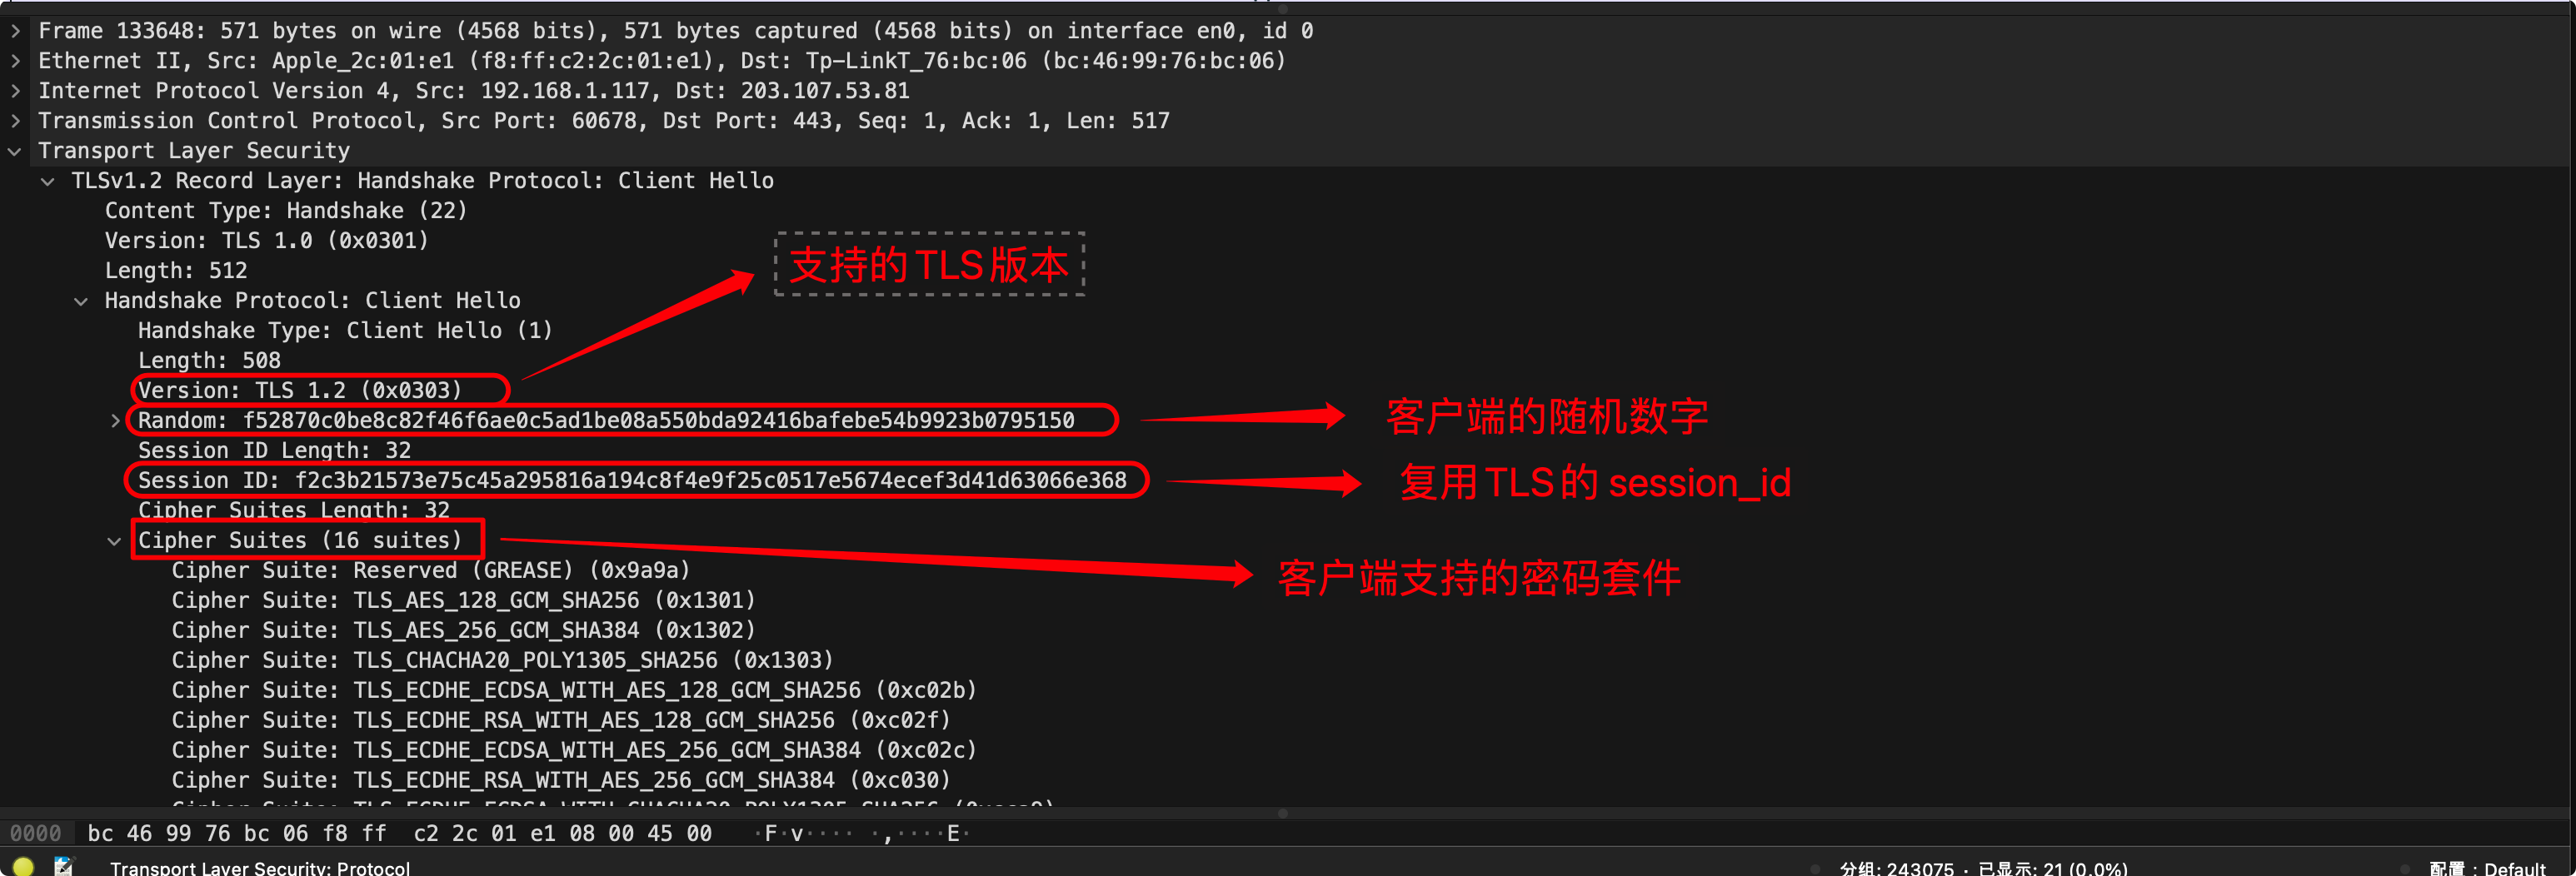 Frame 133648: 571 bytes on wire (4568 bits), 571 bytes captured (4568 bits) on interface en0, id 0
Ethernet II, Src: Apple_2c:01:e1 (f8:ff:c2:2c:01:e1), Dst: Tp-LinkT_76:bc:06 (bc:46:99:76:bc:06)
Internet Protocol Version 4, Src: 192.168.1.117, Dst: 203.107.53.81
Transmission Control Protocol, Src Port: 60678, Dst Port: 443, Seq: 1, Ack: 1, Len: 517
Transport Layer Security
TLSv1.2 Record Layer: Handshake Protocol: Client Hello
Content Type: Handshake (22)
Version: TLS 1.0 (0x0301)
支持的TLS版本
Length: 512
Handshake Protocol: Client Hello
Handshake Type: Client Hello (1)
Length: 508
Version: TLS 1.2 (0x0303)
Random: f52870c0be8c82f46f6ae0c5ad1be08a550bda92416bafebe54b9923b0795150
客户端的随机数字
Session ID Length: 32
Session ID: f2c3b21573e75c45a295816a194c8f4e9f25c0517e5674ecef3d41d63066e368
复用TLS的 session_id
Cipher Suites Length: 32
Cipher Suites (16 suites)
客户端支持的密码套件
Cipher Suite: Reserved (GREASE) (0x9a9a)
Cipher Suite: TLS_AES_128_GCM_SHA256 (0x1301)
Cipher Suite: TLS_AES_256_GCM_SHA384 (0x1302)
Cipher Suite: TLS_CHACHA20_POLY1305_SHA256 (0x1303)
Cipher Suite: TLS_ECDHE_ECDSA_WITH_AES_128_GCM_SHA256 (0xc02b)
Cipher Suite: TLS_ECDHE_RSA_WITH_AES_128_GCM_SHA256 (0xc02f)
Cipher Suite: TLS_ECDHE_ECDSA_WITH_AES_256_GCM_SHA384 (0xc02c)
Cipher Suite: TLS_ECDHE_RSA_WITH_AES_256_GCM_SHA384 (0xc030)
Cipher Suite: TLS_ECDHE_ECDSA_WITH_CHACHA20_POLY1305_SHA256 (0xcca9)
0000 bc 46 99 76 bc 06 f8 ff c2 2c 01 e1 08 00 45 00 ·F·v···· ·,····E·
Transport Layer Security: Protocol
分组: 243075 · 已显示: 21 (0.0%)
配置：Default